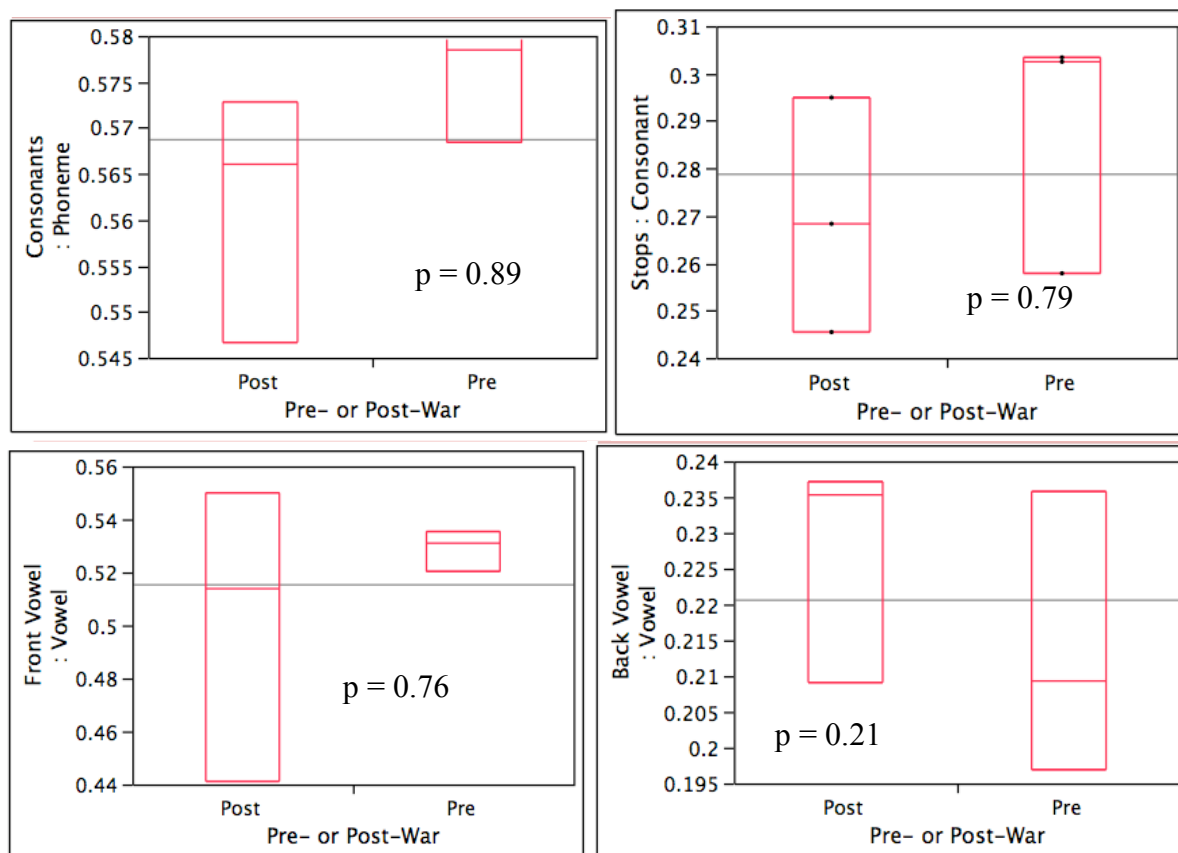 0.58
0.575
0.57
0.565
0.56
0.555
0.55
0.545
Consonants
: Phoneme
p = 0.89
Post
Pre
Pre- or Post-War
0.31
0.3
0.29
0.28
0.27
0.26
0.25
0.24
Stops : Consonant
p = 0.79
Post
Pre
Pre- or Post-War
0.56
0.54
0.52
0.5
0.48
0.46
0.44
Front Vowel
: Vowel
p = 0.76
Post
Pre
Pre- or Post-War
0.24
0.235
0.23
0.225
0.22
0.215
0.21
0.205
0.2
0.195
Back Vowel
: Vowel
p = 0.21
Post
Pre
Pre- or Post-War